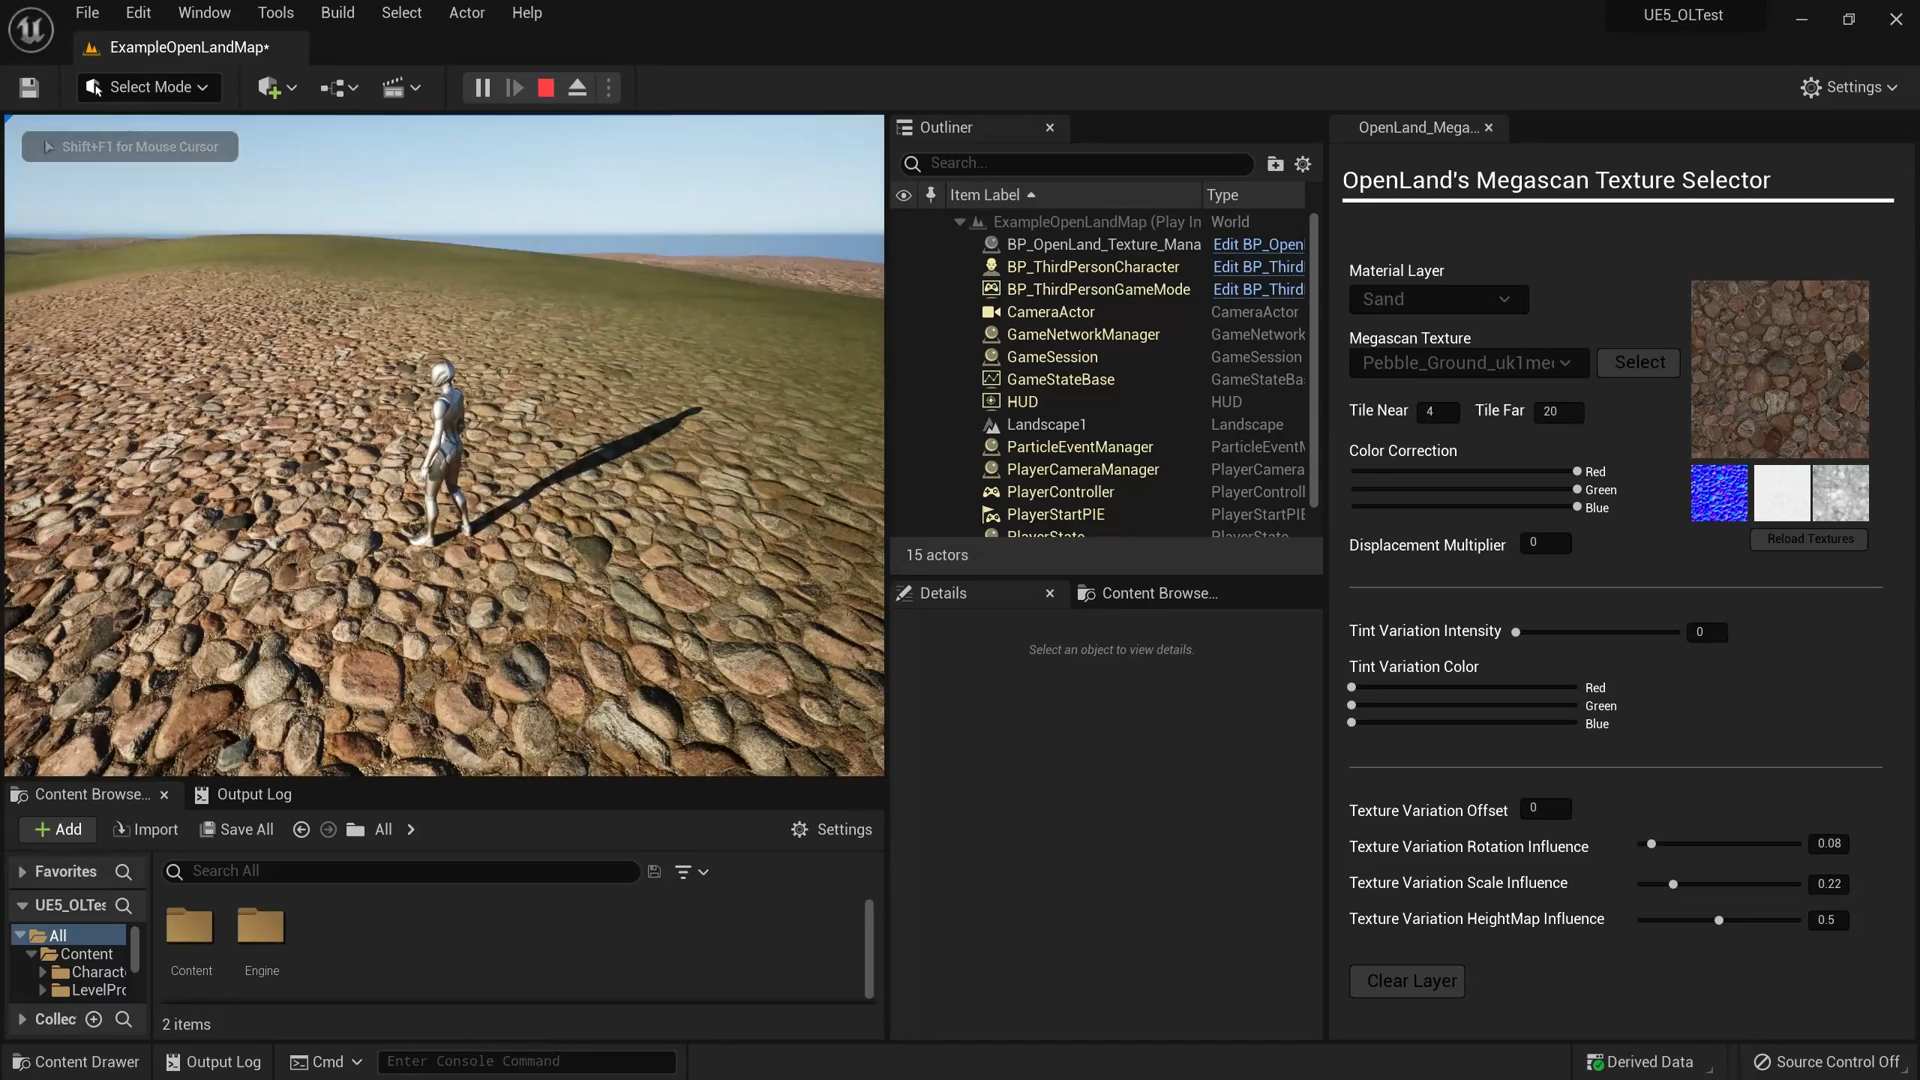 File Edit Window Tools Build Select Actor Help
UE5_OLTest
ExampleOpenLandMap*
Select Mode
Settings
Shift+F1 for Mouse Cursor
Outliner
Search...
Item Label Type
ExampleOpenLandMap (Play In World
BP_OpenLand_Texture_Mana Edit BP_Openl
BP_ThirdPersonCharacter Edit BP_Third
BP_ThirdPersonGameMode Edit BP_Third
CameraActor CameraActor
GameNetworkManager GameNetwork
GameSession GameSession
GameStateBase GameStateBa
HUD HUD
Landscape1 Landscape
ParticleEventManager ParticleEventM
PlayerCameraManager PlayerCamera
PlayerController PlayerControll
PlayerStartPIE PlayerStartPIE
PlayerState PlayerState
15 actors
Details
Content Browse...
Select an object to view details.
OpenLand_Mega...
OpenLand's Megascan Texture Selector
Material Layer
Sand
Megascan Texture
Pebble_Ground_uk1me Select
Tile Near 4 Tile Far 20
Color Correction
Red
Green
Blue
Displacement Multiplier 0
Reload Textures
Tint Variation Intensity 0
Tint Variation Color
Red
Green
Blue
Texture Variation Offset 0
Texture Variation Rotation Influence 0.08
Texture Variation Scale Influence 0.22
Texture Variation HeightMap Influence 0.5
Clear Layer
Content Browse... Output Log
Add Import Save All All Settings
Favorites
Search All
UE5_OLTes
All
Content
Charact
LevelPro
Collec
Content Engine
2 items
Content Drawer Output Log Cmd Enter Console Command
Derived Data Source Control Off